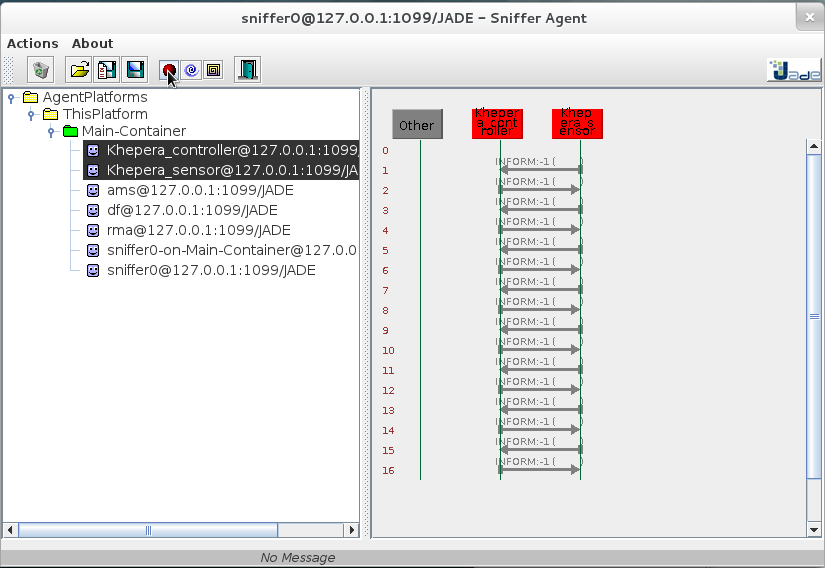 sniffer0@127.0.0.1:1099/JADE – Sniffer Agent
Actions About
Jade
AgentPlatforms
ThisPlatform
Main-Container
Khepera_controller@127.0.0.1:1099
Khepera_sensor@127.0.0.1:1099/JA
ams@127.0.0.1:1099/JADE
df@127.0.0.1:1099/JADE
rma@127.0.0.1:1099/JADE
sniffer0-on-Main-Container@127.0.0
sniffer0@127.0.0.1:1099/JADE
Other
Kheper
a_cont
roller
Khep
era_s
ensor
0
INFORM:-1 ( )
1
INFORM:-1 ( )
2
INFORM:-1 ( )
3
INFORM:-1 ( )
4
INFORM:-1 ( )
5
INFORM:-1 ( )
6
INFORM:-1 ( )
7
INFORM:-1 ( )
8
INFORM:-1 ( )
9
INFORM:-1 ( )
10
INFORM:-1 ( )
11
INFORM:-1 ( )
12
INFORM:-1 ( )
13
INFORM:-1 ( )
14
INFORM:-1 ( )
15
INFORM:-1 ( )
16
No Message